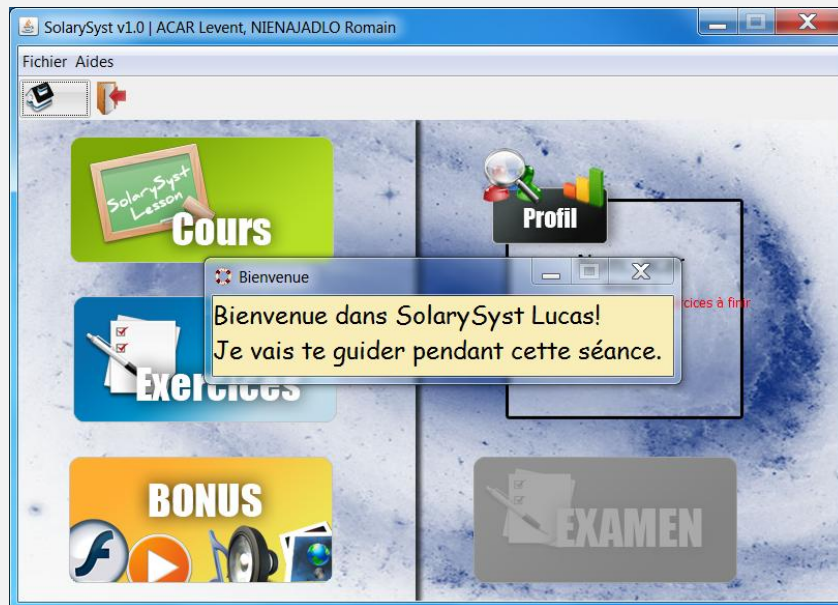 SolarySyst v1.0 | ACAR Levent, NIENAJADLO Romain
Fichier Aides
SolarySyst
Lesson
Cours
Profil
Bienvenue
cices à finir
Bienvenue dans SolarySyst Lucas!
Je vais te guider pendant cette séance.
Exercices
BONUS
EXAMEN